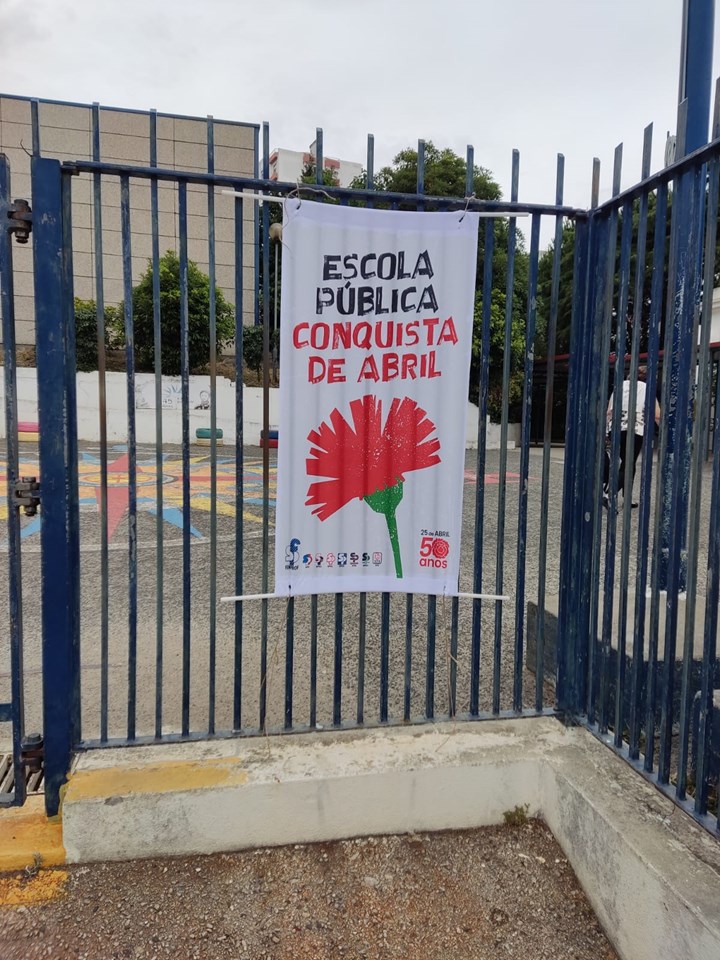 ESCOLA
PÚBLICA
CONQUISTA
DE ABRIL
25 DE ABRIL
50
anos